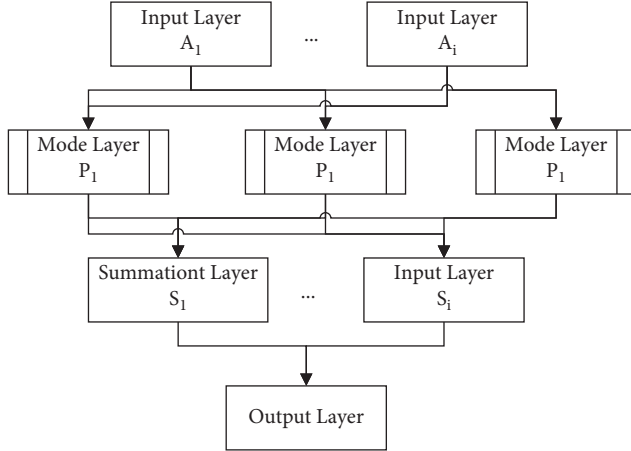 Input Layer
A1
...
Input Layer
Ai
Mode Layer
P1
Mode Layer
P1
Mode Layer
P1
Summationt Layer
S1
...
Input Layer
Si
Output Layer